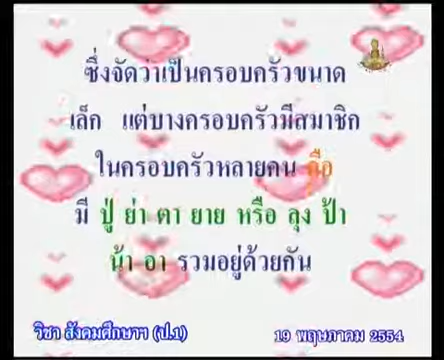 ซึ่งจัดว่าเป็นครอบครัวขนาด
เล็ก แต่บางครอบครัวมีสมาชิก
ในครอบครัวหลายคน คือ
มี ปู่ ย่า ตา ยาย หรือ ลุง ป้า
น้า อา รวมอยู่ด้วยกัน
วิชา สังคมศึกษาฯ (ป.1)
19 พฤษภาคม 2554